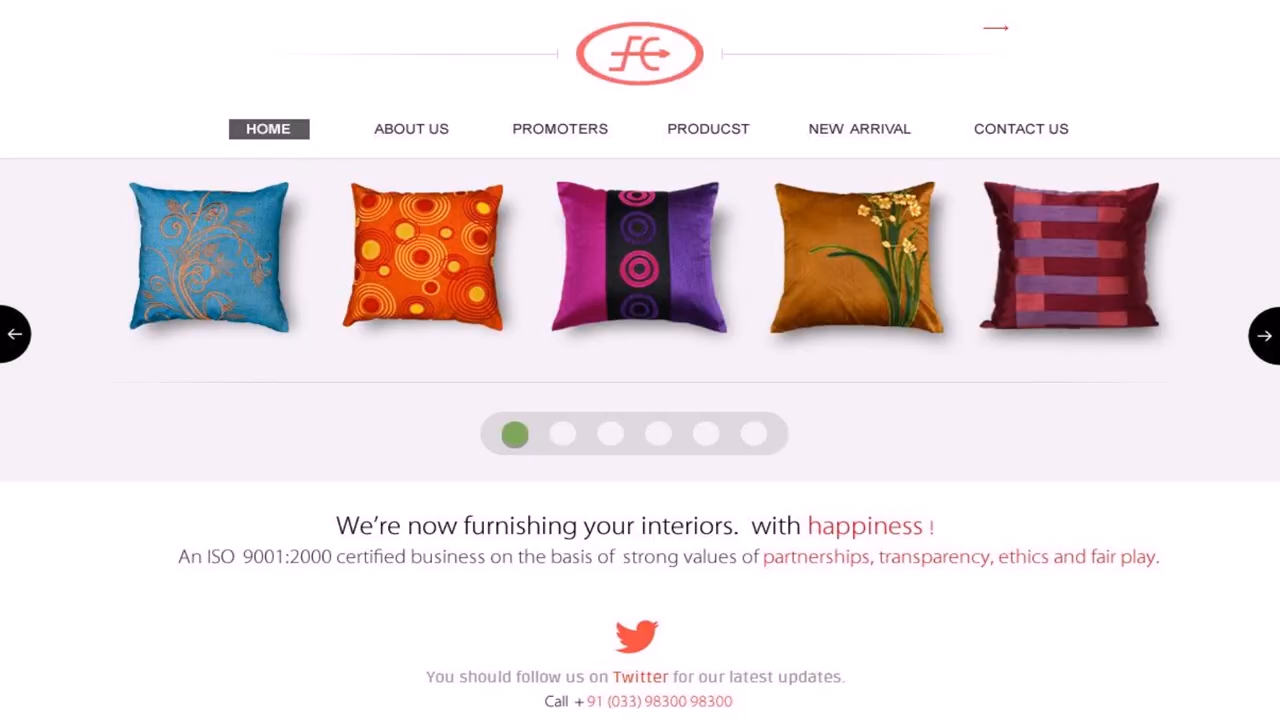 HOME ABOUT US PROMOTERS PRODUCST NEW ARRIVAL CONTACT US
We're now furnishing your interiors. with happiness !
An ISO 9001:2000 certified business on the basis of strong values of partnerships, transparency, ethics and fair play.
You should follow us on Twitter for our latest updates.
Call +91 (033) 98300 98300